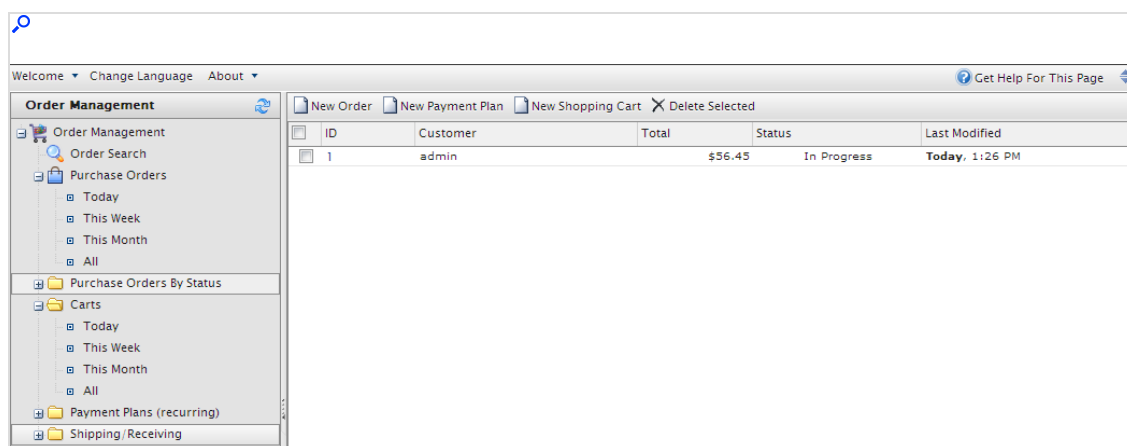 Welcome Change Language About Get Help For This Page
Order Management
New Order New Payment Plan New Shopping Cart Delete Selected
ID Customer Total Status Last Modified
1 admin $56.45 In Progress Today, 1:26 PM
Order Management
Order Search
Purchase Orders
Today
This Week
This Month
All
Purchase Orders By Status
Carts
Today
This Week
This Month
All
Payment Plans (recurring)
Shipping/Receiving